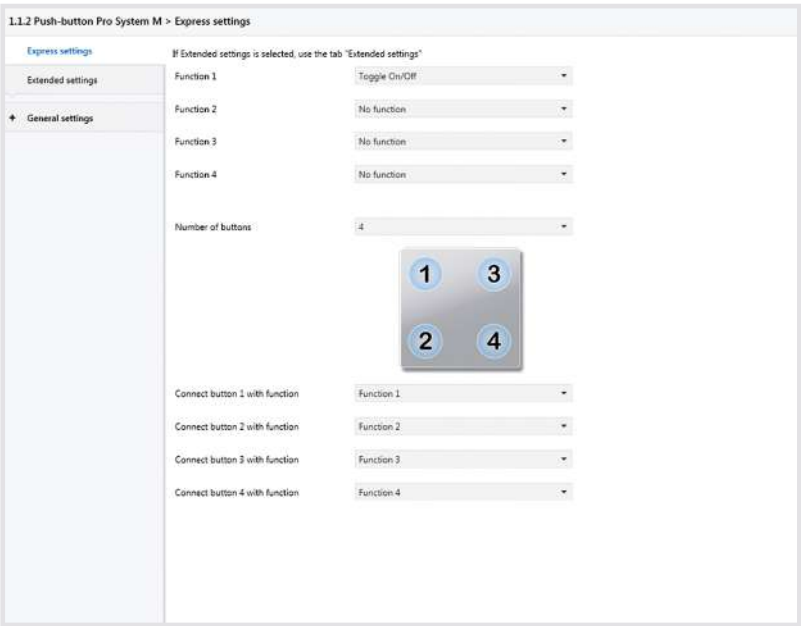 1.1.2 Push-button Pro System M > Express settings
Express settings
If Extended settings is selected, use the tab "Extended settings"
Extended settings
Function 1 Toggle On/Off
+ General settings
Function 2 No function
Function 3 No function
Function 4 No function
Number of buttons 4
1 3
2 4
Connect button 1 with function Function 1
Connect button 2 with function Function 2
Connect button 3 with function Function 3
Connect button 4 with function Function 4